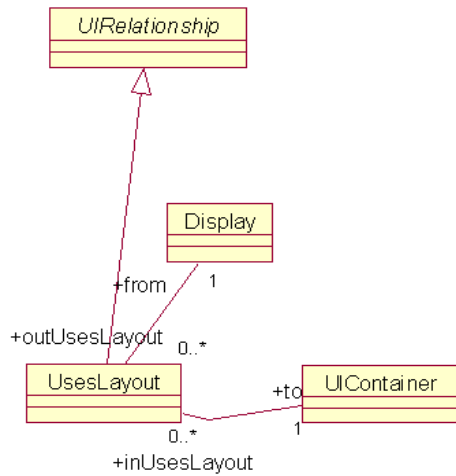 UIRelationship
Display
+from
1
+outUsesLayout
0..*
UsesLayout
UIContainer
+to
0..*
1
+inUsesLayout